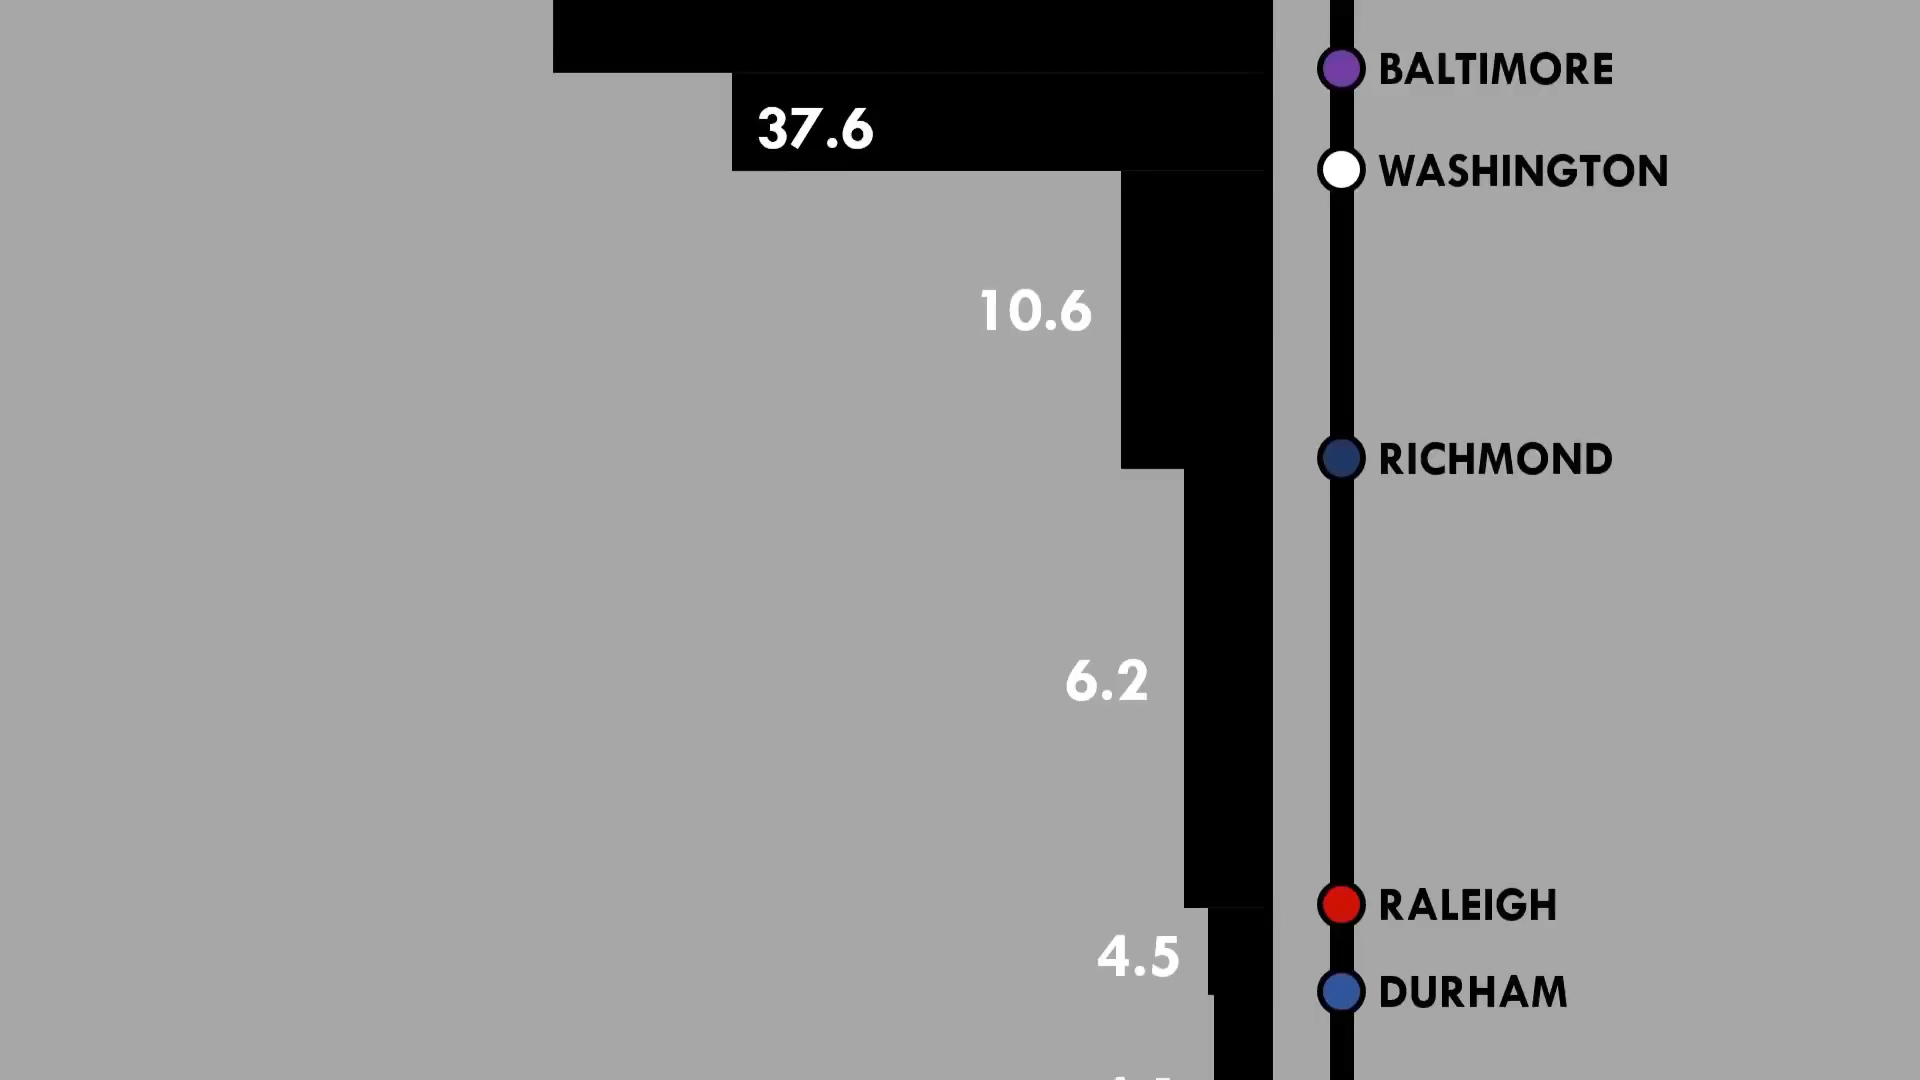 BALTIMORE
37.6
WASHINGTON
10.6
RICHMOND
6.2
RALEIGH
4.5
DURHAM